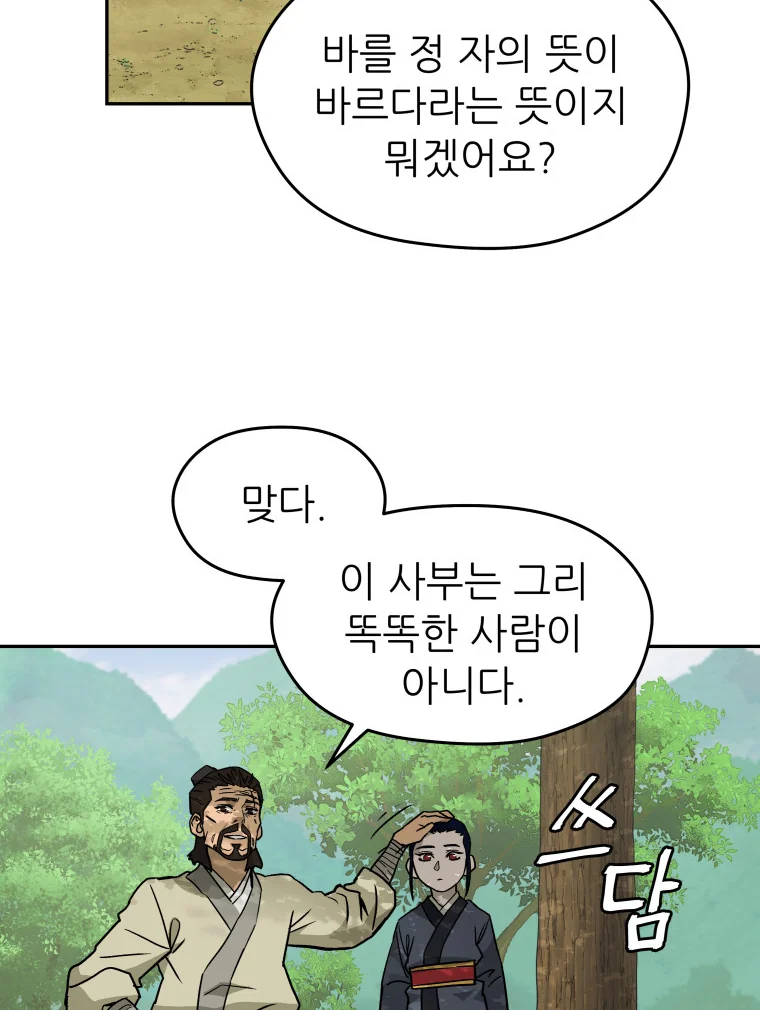 바를 정 자의 뜻이
바르다라는 뜻이지
뭐겠어요?
맞다.
이 사부는 그리
똑똑한 사람이
아니다.
쓰담